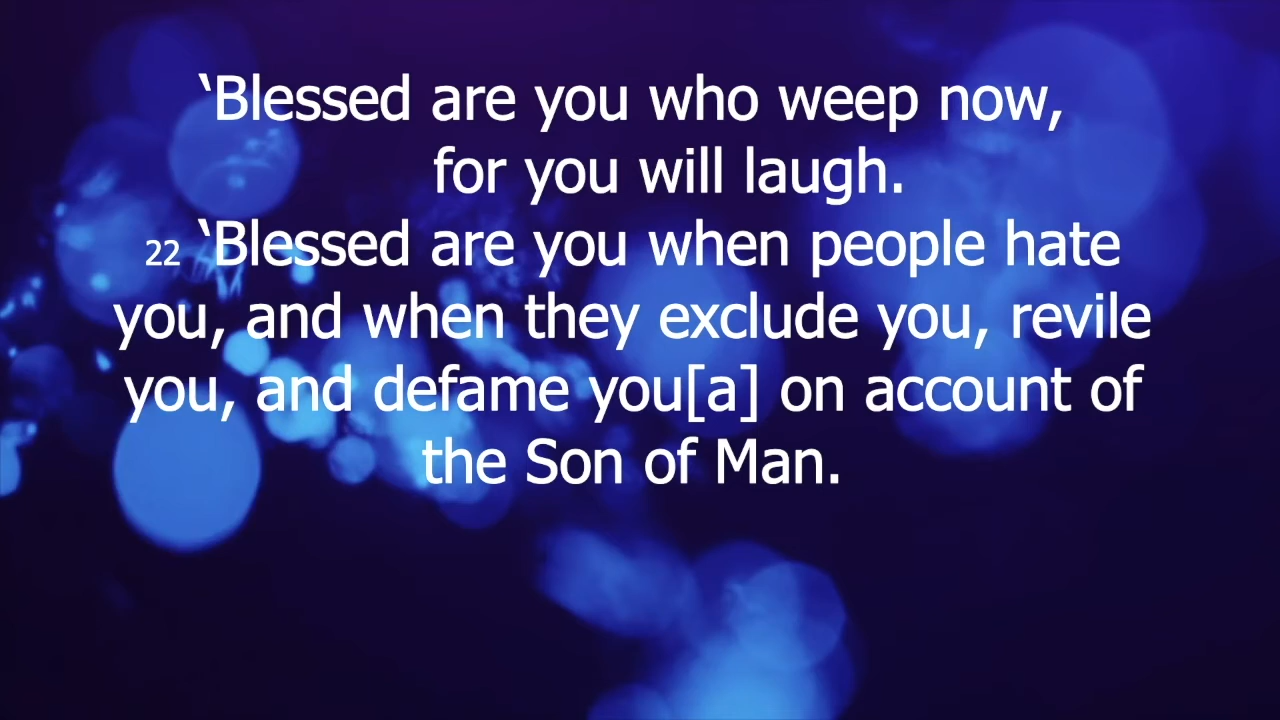 ‘Blessed are you who weep now,
for you will laugh.
22 ‘Blessed are you when people hate
you, and when they exclude you, revile
you, and defame you[a] on account of
the Son of Man.